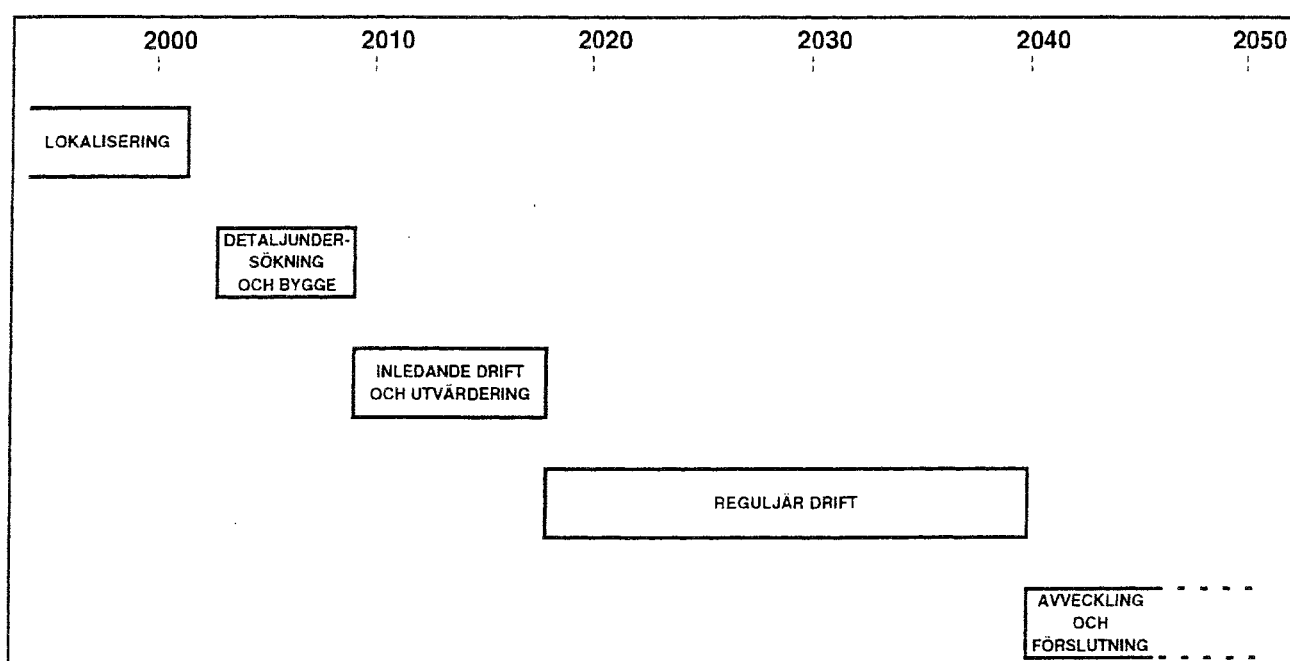 2000 2010 2020 2030 2040 2050
LOKALISERING
DETALJUNDER-
SÖKNING
OCH BYGGE
INLEDANDE DRIFT
OCH UTVÄRDERING
REGULJÄR DRIFT
AVVECKLING
OCH
FÖRSLUTNING